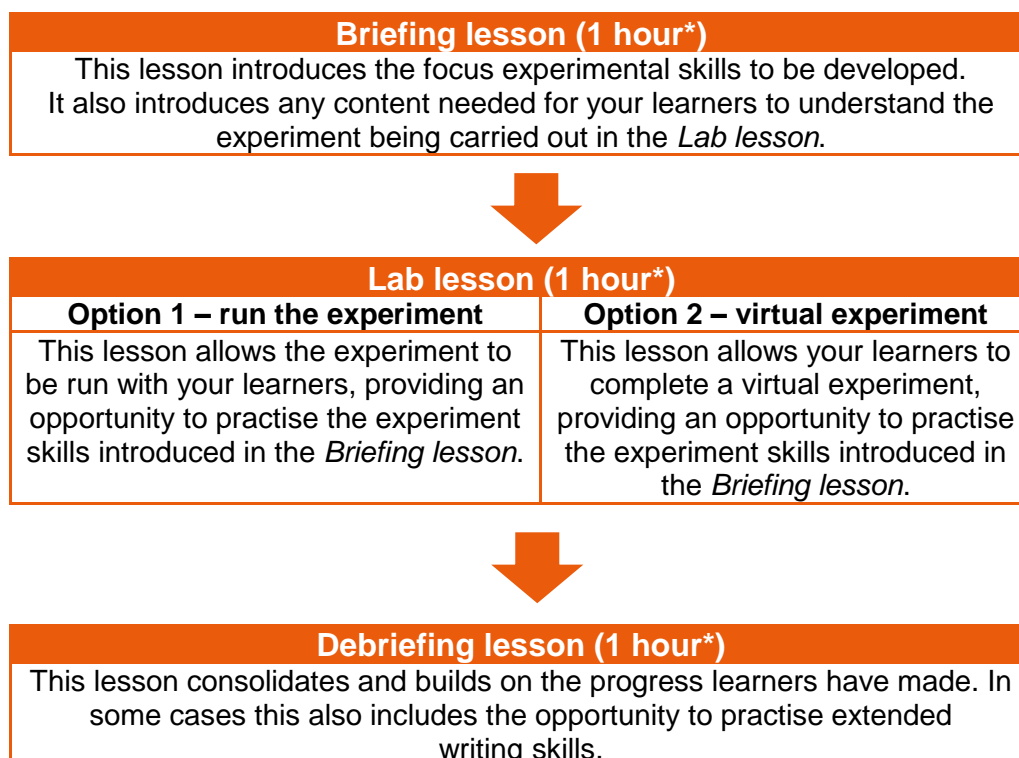 Briefing lesson (1 hour*)
This lesson introduces the focus experimental skills to be developed.
It also introduces any content needed for your learners to understand the
experiment being carried out in the Lab lesson.
Lab lesson (1 hour*)
Option 1 – run the experiment
This lesson allows the experiment to
be run with your learners, providing an
opportunity to practise the experiment
skills introduced in the Briefing lesson.
Option 2 – virtual experiment
This lesson allows your learners to
complete a virtual experiment,
providing an opportunity to practise
the experiment skills introduced in
the Briefing lesson.
Debriefing lesson (1 hour*)
This lesson consolidates and builds on the progress learners have made. In
some cases this also includes the opportunity to practise extended
writing skills.